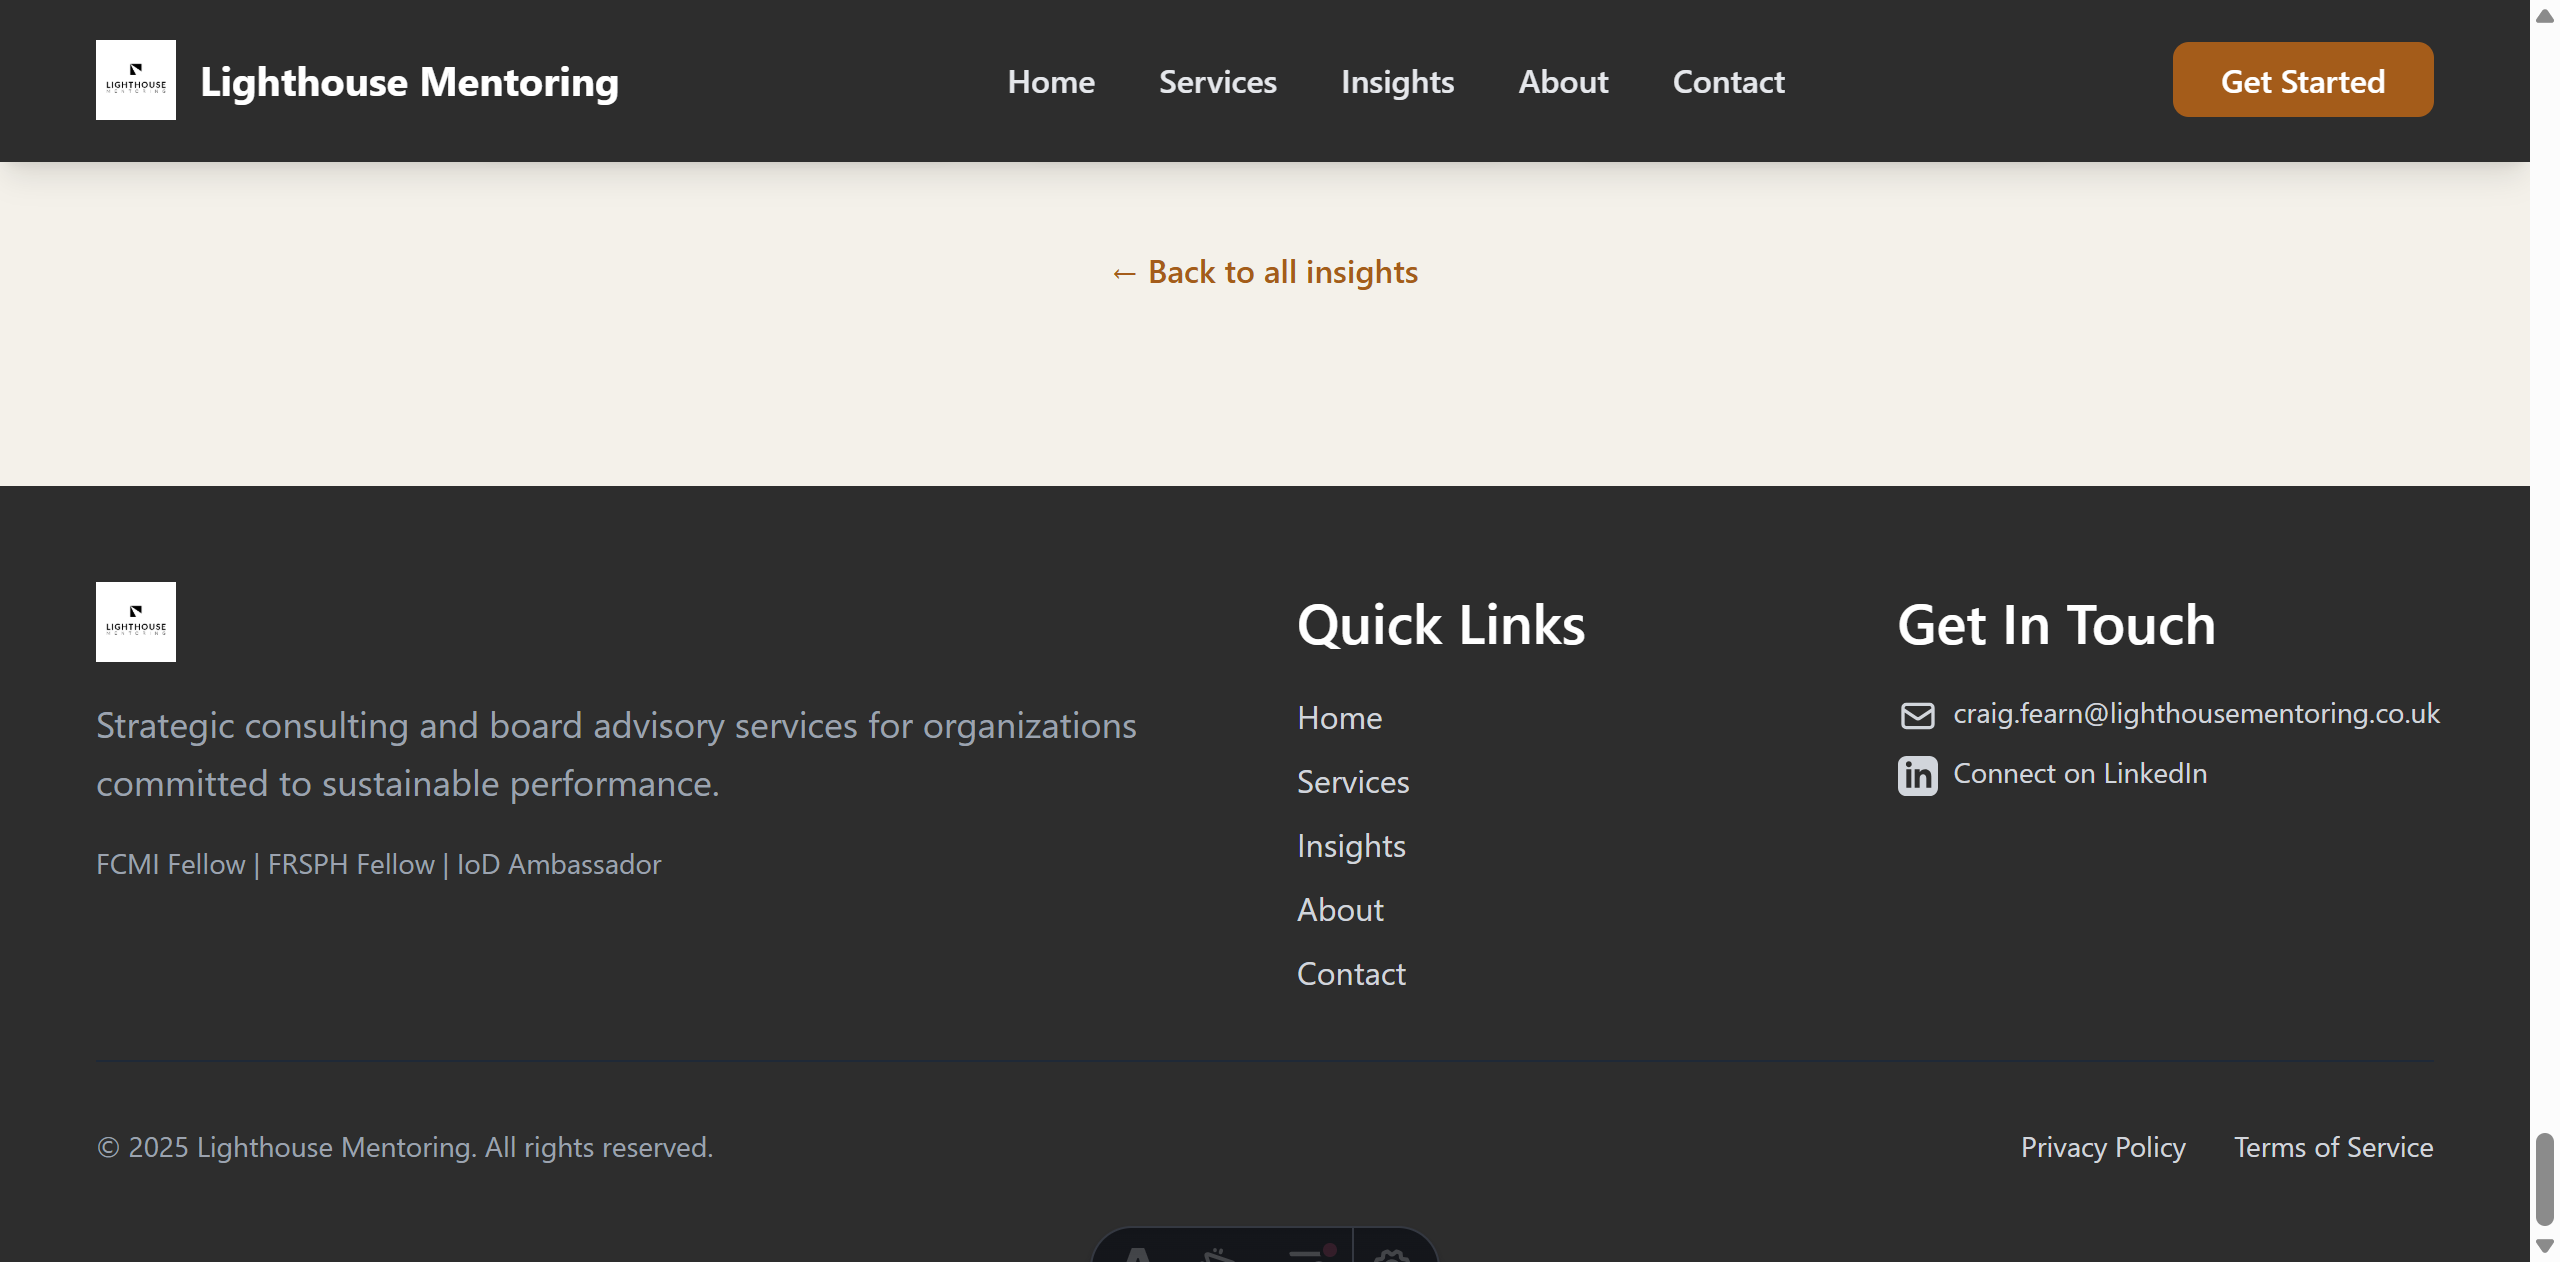 LIGHTHOUSE
MENTORING
Lighthouse Mentoring
Home
Services
Insights
About
Contact
Get Started
← Back to all insights
LIGHTHOUSE
MENTORING
Strategic consulting and board advisory services for organizations
committed to sustainable performance.
FCMI Fellow | FRSPH Fellow | IoD Ambassador
Quick Links
Home
Services
Insights
About
Contact
Get In Touch
craig.fearn@lighthousementoring.co.uk
in Connect on LinkedIn
© 2025 Lighthouse Mentoring. All rights reserved.
Privacy Policy
Terms of Service